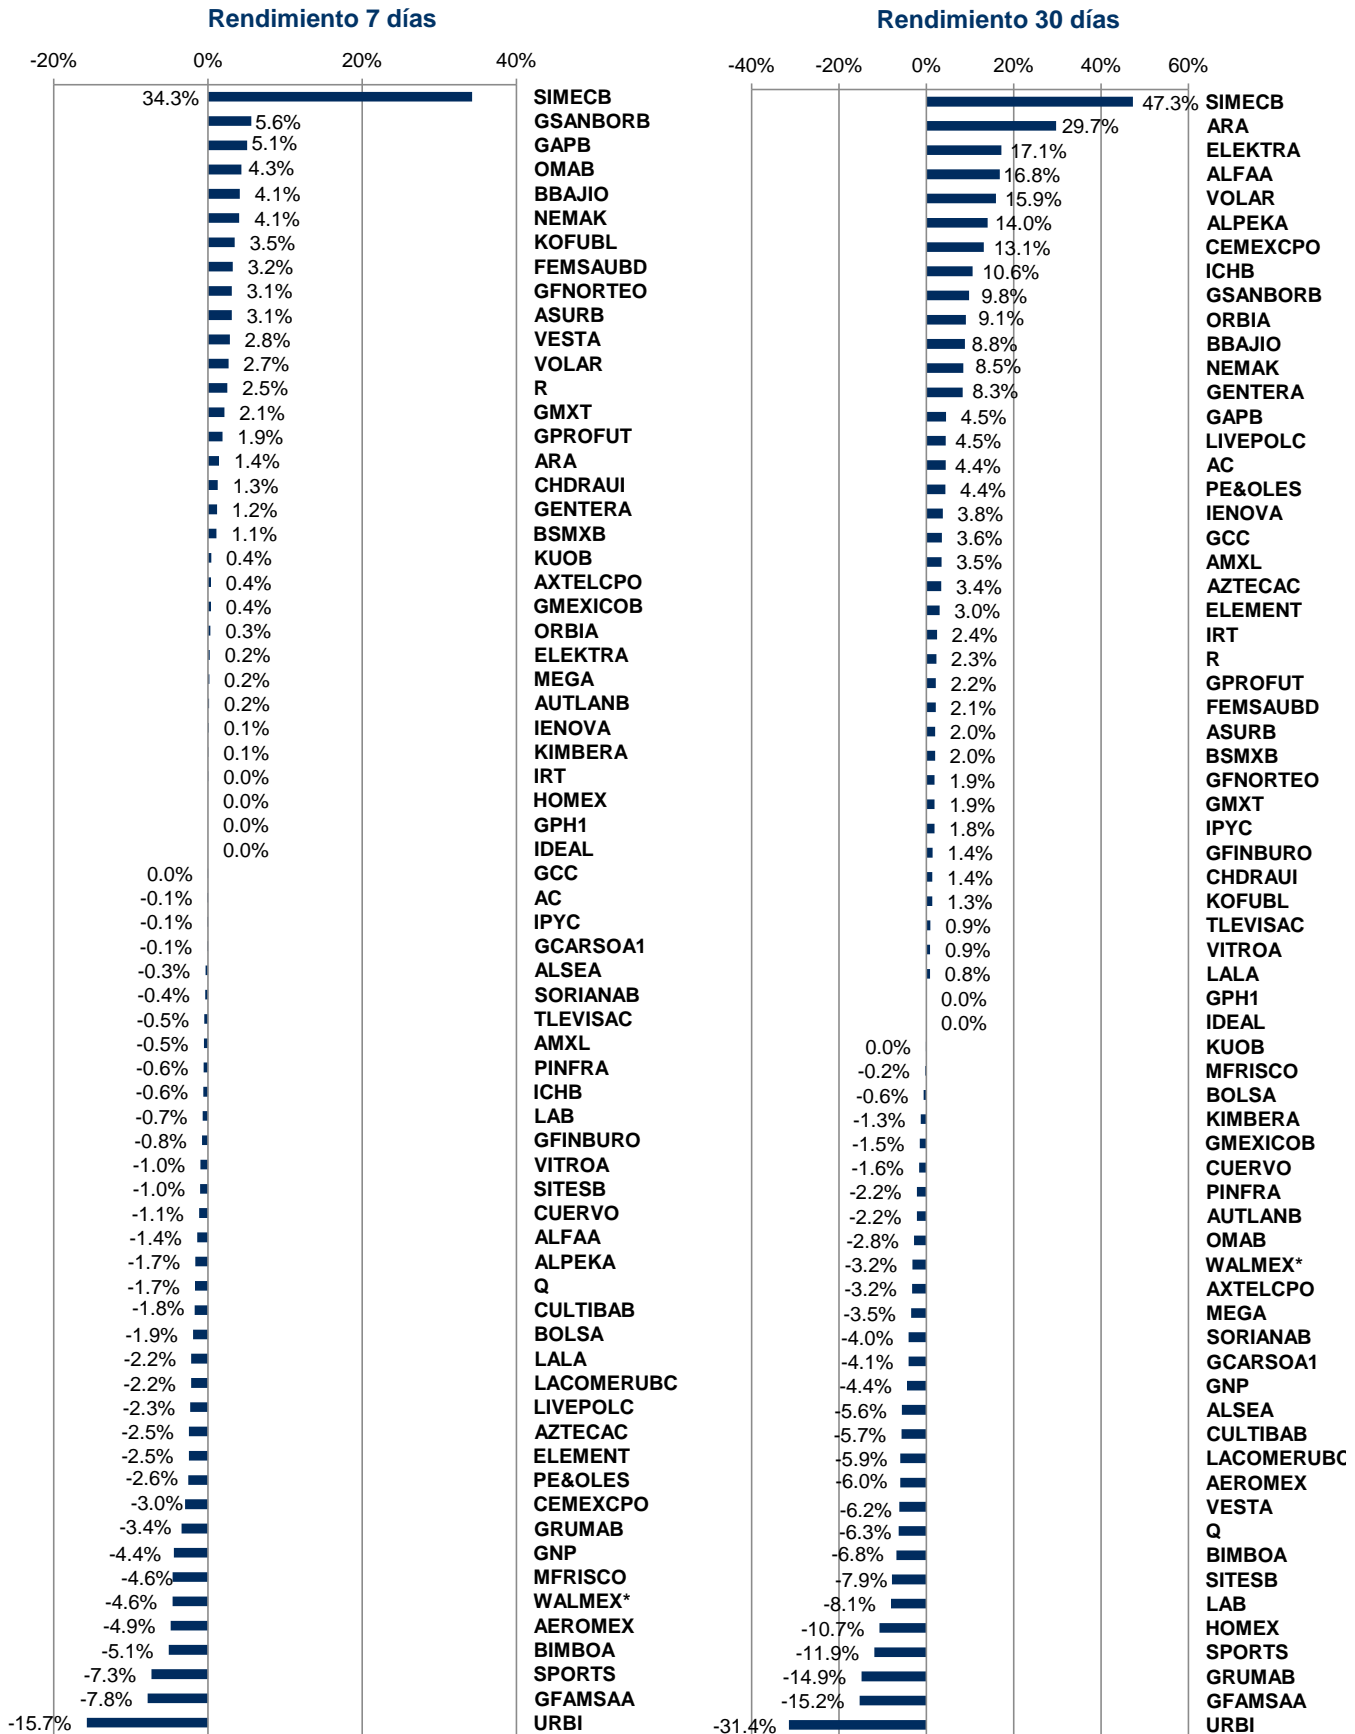 Rendimiento 7 días
-20% 0% 20% 40%
34.3% SIMECB
5.6% GSANBORB
5.1% GAPB
4.3% OMAB
4.1% BBAJIO
4.1% NEMAK
3.5% KOFUBL
3.2% FEMSAUBD
3.1% GFNORTEO
3.1% ASURB
2.8% VESTA
2.7% VOLAR
2.5% R
2.1% GMXT
1.9% GPROFUT
1.4% ARA
1.3% CHDRAUI
1.2% GENTERA
1.1% BSMXB
0.4% KUOB
0.4% AXTELCPO
0.4% GMEXICOB
0.3% ORBIA
0.2% ELEKTRA
0.2% MEGA
0.2% AUTLANB
0.1% IENOVA
0.1% KIMBERA
0.0% IRT
0.0% HOMEX
0.0% GPH1
0.0% IDEAL
0.0% GCC
-0.1% AC
-0.1% IPYC
-0.1% GCARSOA1
-0.3% ALSEA
-0.4% SORIANAB
-0.5% TLEVISAC
-0.5% AMXL
-0.6% PINFRA
-0.6% ICHB
-0.7% LAB
-0.8% GFINBURO
-1.0% VITROA
-1.0% SITESB
-1.1% CUERVO
-1.4% ALFAA
-1.7% ALPEKA
-1.7% Q
-1.8% CULTIBAB
-1.9% BOLSA
-2.2% LALA
-2.2% LACOMERUBC
-2.3% LIVEPOLC
-2.5% AZTECAC
-2.5% ELEMENT
-2.6% PE&OLES
-3.0% CEMEXCPO
-3.4% GRUMAB
-4.4% GNP
-4.6% MFRISCO
-4.6% WALMEX*
-4.9% AEROMEX
-5.1% BIMBOA
-7.3% SPORTS
-7.8% GFAMSAA
-15.7% URBI
Rendimiento 30 días
-40% -20% 0% 20% 40% 60%
47.3% SIMECB
29.7% ARA
17.1% ELEKTRA
16.8% ALFAA
15.9% VOLAR
14.0% ALPEKA
13.1% CEMEXCPO
10.6% ICHB
9.8% GSANBORB
9.1% ORBIA
8.8% BBAJIO
8.5% NEMAK
8.3% GENTERA
4.5% GAPB
4.5% LIVEPOLC
4.4% AC
4.4% PE&OLES
3.8% IENOVA
3.6% GCC
3.5% AMXL
3.4% AZTECAC
3.0% ELEMENT
2.4% IRT
2.3% R
2.2% GPROFUT
2.1% FEMSAUBD
2.0% ASURB
2.0% BSMXB
1.9% GFNORTEO
1.9% GMXT
1.8% IPYC
1.4% GFINBURO
1.4% CHDRAUI
1.3% KOFUBL
0.9% TLEVISAC
0.9% VITROA
0.8% LALA
0.0% GPH1
0.0% IDEAL
0.0% KUOB
-0.2% MFRISCO
-0.6% BOLSA
-1.3% KIMBERA
-1.5% GMEXICOB
-1.6% CUERVO
-2.2% PINFRA
-2.2% AUTLANB
-2.8% OMAB
-3.2% WALMEX*
-3.2% AXTELCPO
-3.5% MEGA
-4.0% SORIANAB
-4.1% GCARSOA1
-4.4% GNP
-5.6% ALSEA
-5.7% CULTIBAB
-5.9% LACOMERUBC
-6.0% AEROMEX
-6.2% VESTA
-6.3% Q
-6.8% BIMBOA
-7.9% SITESB
-8.1% LAB
-10.7% HOMEX
-11.9% SPORTS
-14.9% GRUMAB
-15.2% GFAMSAA
-31.4% URBI